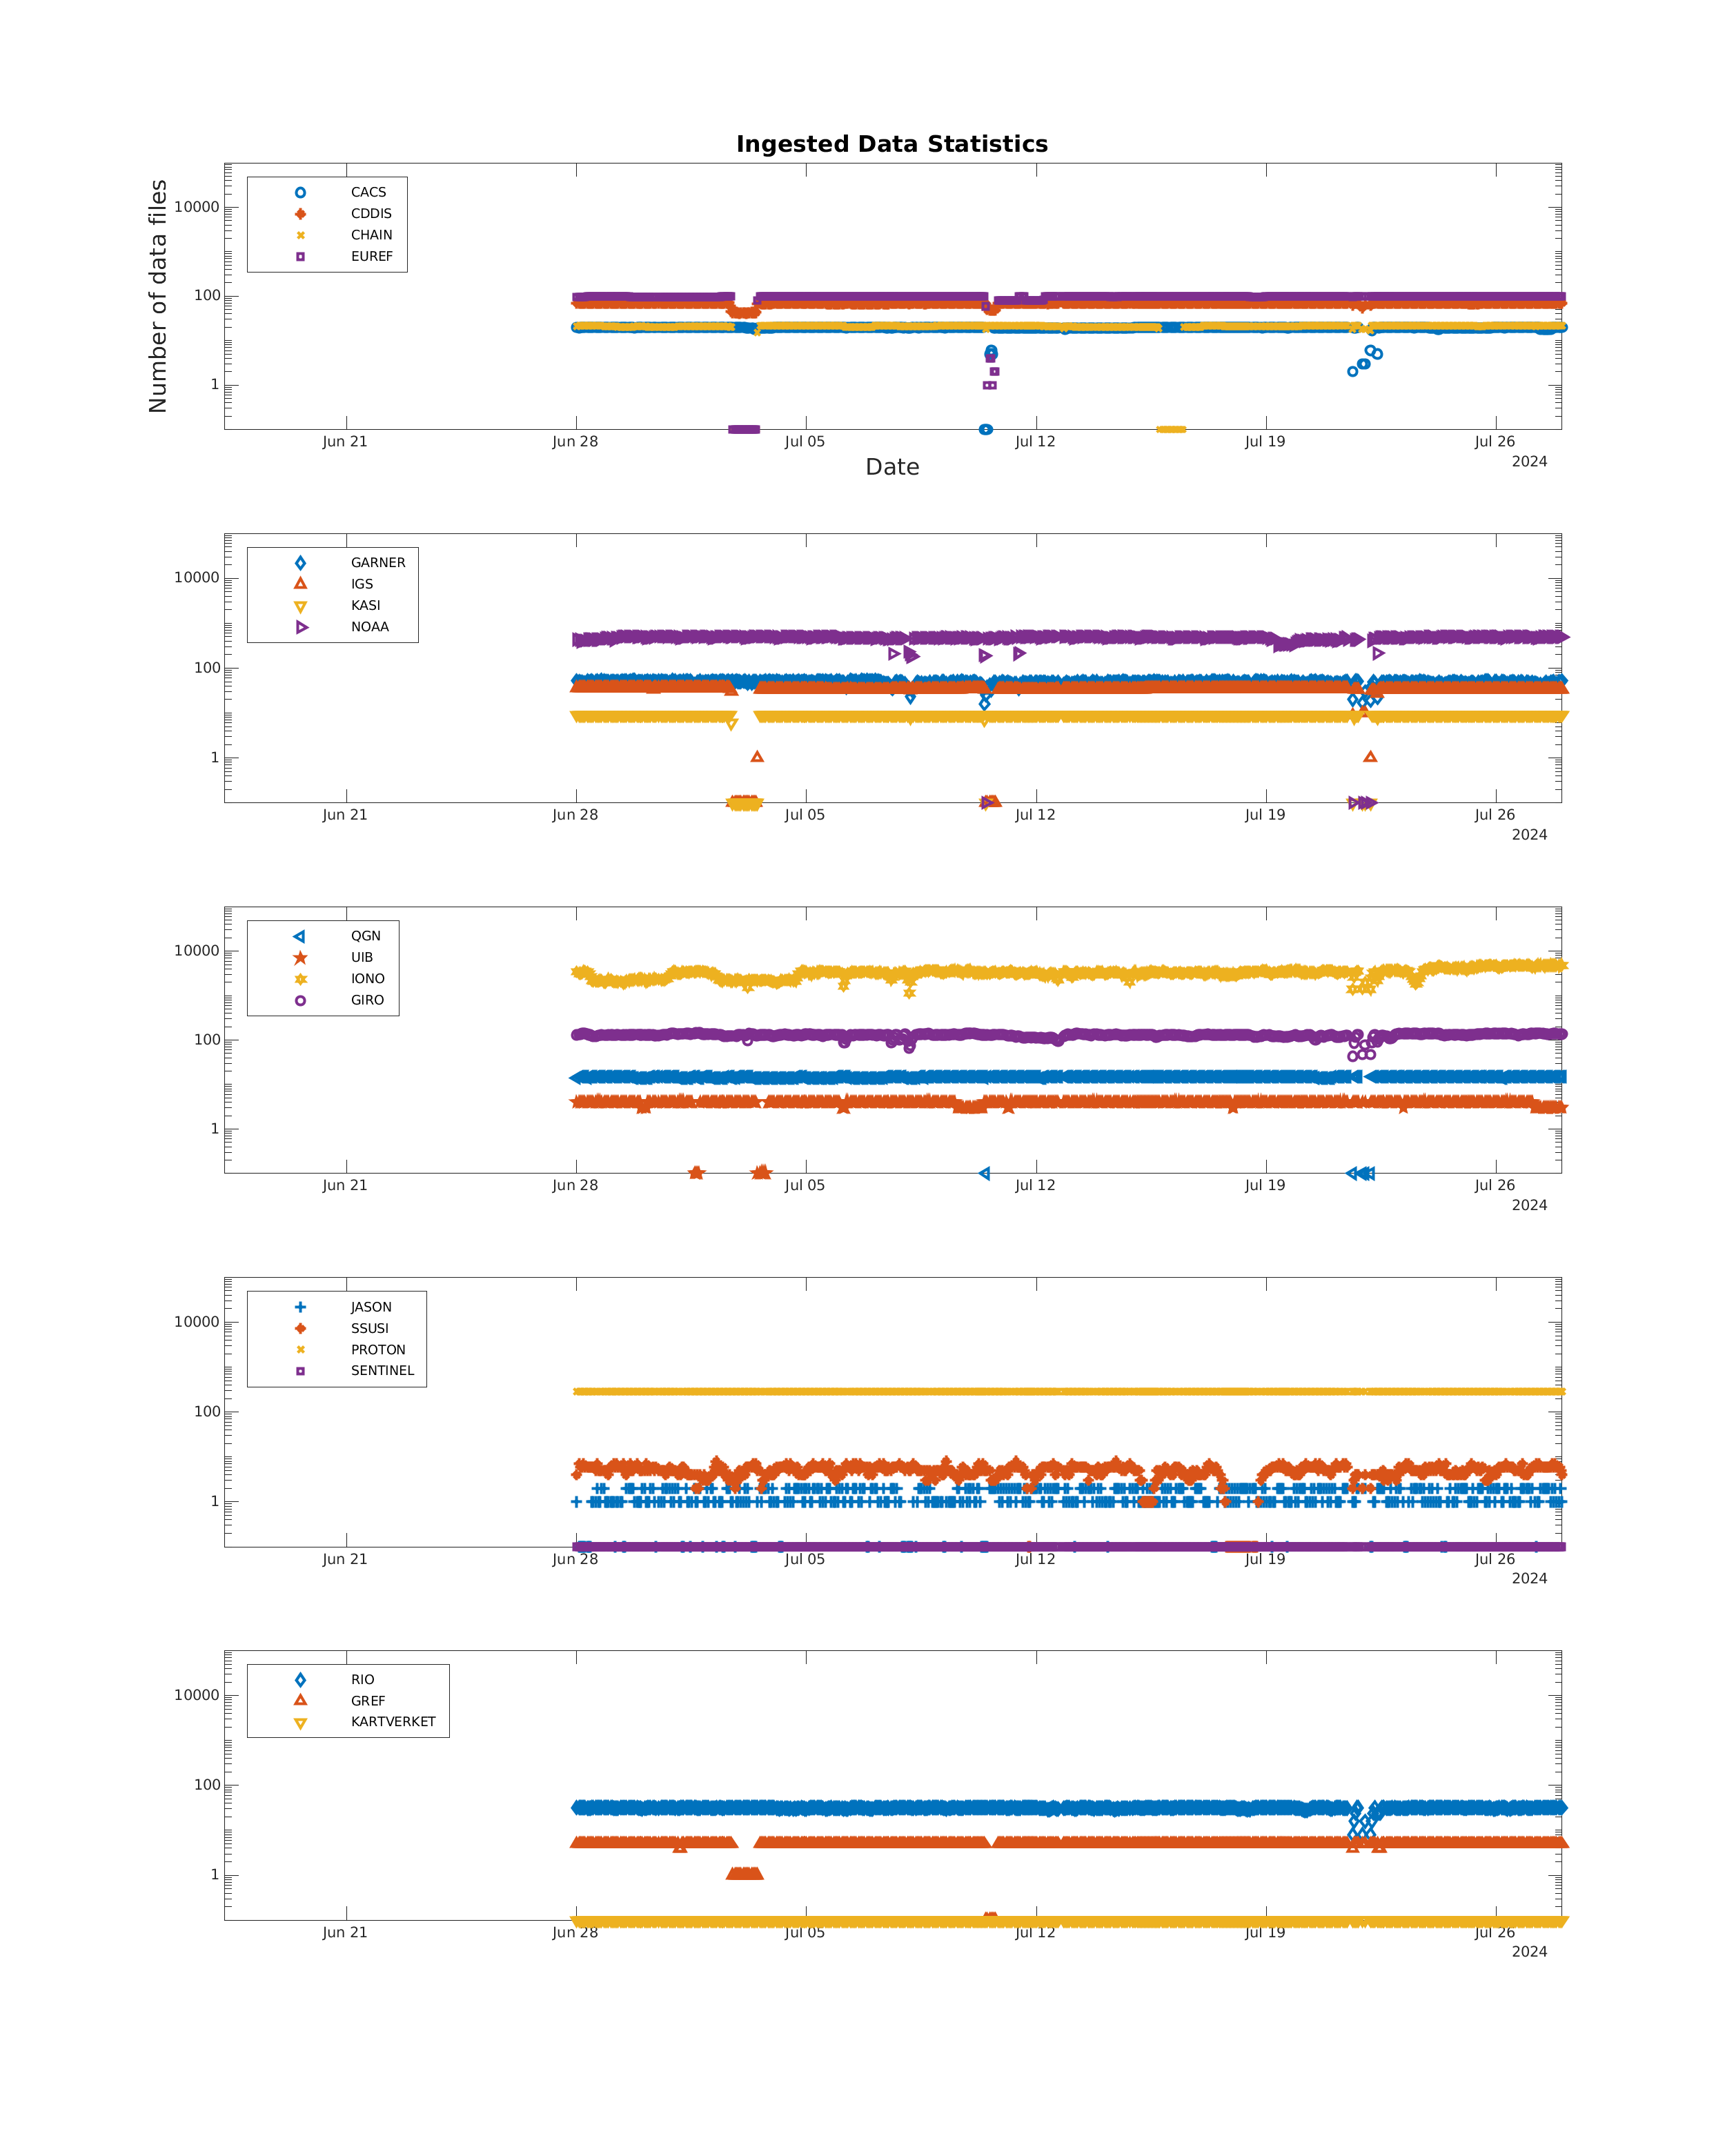 Ingested Data Statistics
Number of data files
10000
100
1
CACS
CDDIS
CHAIN
EUREF
Jun 21 Jun 28 Jul 05 Jul 12 Jul 19 Jul 26
2024
Date
10000
100
1
GARNER
IGS
KASI
NOAA
Jun 21 Jun 28 Jul 05 Jul 12 Jul 19 Jul 26
2024
10000
100
1
QGN
UIB
IONO
GIRO
Jun 21 Jun 28 Jul 05 Jul 12 Jul 19 Jul 26
2024
10000
100
1
JASON
SSUSI
PROTON
SENTINEL
Jun 21 Jun 28 Jul 05 Jul 12 Jul 19 Jul 26
2024
10000
100
1
RIO
GREF
KARTVERKET
Jun 21 Jun 28 Jul 05 Jul 12 Jul 19 Jul 26
2024